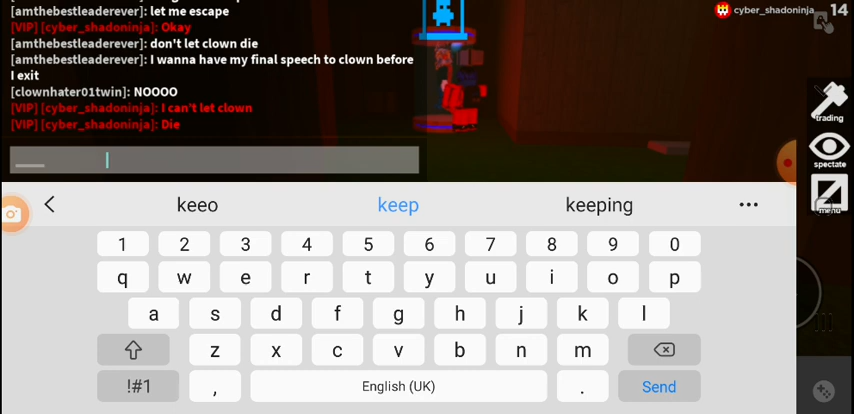 [amthebestleaderever]: let me escape
[VIP] [cyber_shadoninja]: Okay
[amthebestleaderever]: don't let clown die
[amthebestleaderever]: I wanna have my final speech to clown before
I exit
[clownhater01twin]: NOOOO
[VIP] [cyber_shadoninja]: I can't let clown
[VIP] [cyber_shadoninja]: Die
cyber_shadoninja 14
trading
spectate
menu
keeo keep keeping •••
1 2 3 4 5 6 7 8 9 0
q w e r t y u i o p
a s d f g h j k l
z x c v b n m
!#1 , English (UK) . Send